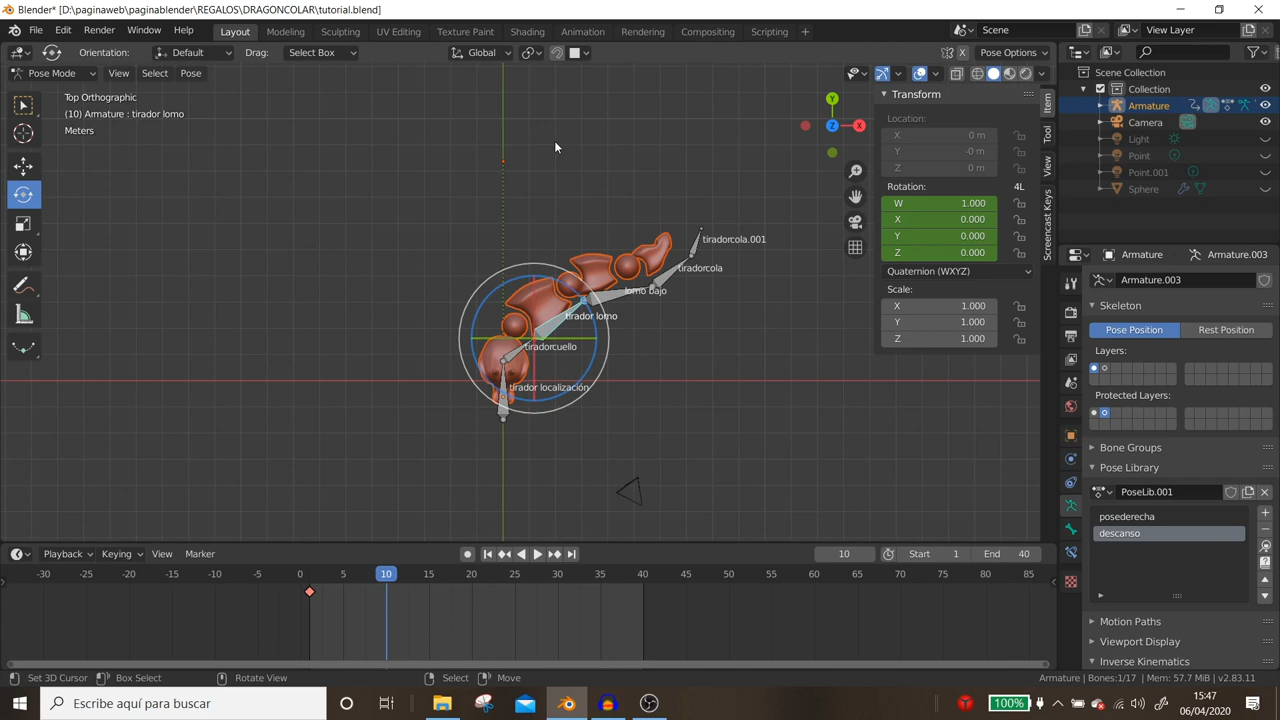 Blender* [D:\paginaweb\paginablender\REGALOS\DRAGONCOLAR\tutorial.blend]
File Edit Render Window Help Layout Modeling Sculpting UV Editing Texture Paint Shading Animation Rendering Compositing Scripting + Scene View Layer
Orientation: Default Drag: Select Box Global X Pose Options
Pose Mode View Select Pose
Scene Collection
Collection
Armature
Camera
Light
Point
Point.001
Sphere
Top Orthographic
(10) Armature : tirador lomo
Meters
Y
Z
X
Transform
Location:
X 0 m
Y -0 m
Z 0 m
Rotation: 4L
W 1.000
X 0.000
Y 0.000
Z 0.000
Quaternion (WXYZ)
Scale:
X 1.000
Y 1.000
Z 1.000
Item
Tool
View
Screencast Keys
tiradorcola.001
tiradorcola
lomo bajo
tirador lomo
tiradorcuello
tirador localización
Armature Armature.003
Armature.003
Skeleton
Pose Position Rest Position
Layers:
Protected Layers:
Bone Groups
Pose Library
PoseLib.001
posederecha
descanso
Motion Paths
Viewport Display
Inverse Kinematics
Playback Keying View Marker 10 Start 1 End 40
-30 -25 -20 -15 -10 -5 0 5 10 15 20 25 30 35 40 45 50 55 60 65 70 75 80 85
Set 3D Cursor Box Select Rotate View Select Move Armature | Bones:1/17 | Mem: 57.7 MiB | v2.83.11
Escribe aquí para buscar 100% 15:47
06/04/2020